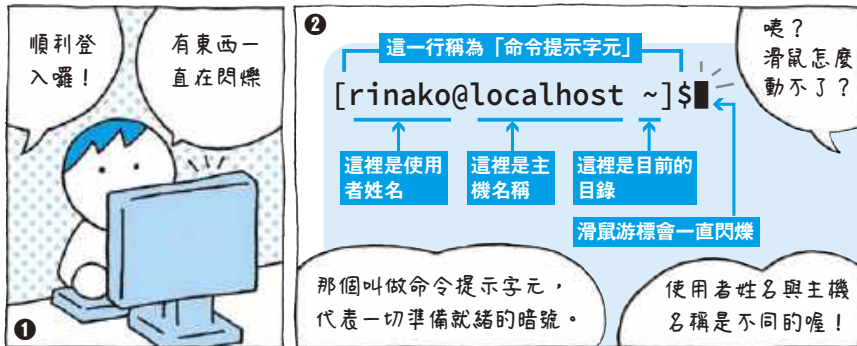 順利登
入囉！
有東西一
直在閃爍
❶
❷
這一行稱為「命令提示字元」
[rinako@localhost ~]$
這裡是使用
者姓名
這裡是主
機名稱
這裡是目前的
目錄
滑鼠游標會一直閃爍
咦？
滑鼠怎麼
動不了？
那個叫做命令提示字元，
代表一切準備就緒的暗號。
使用者姓名與主機
名稱是不同的喔！